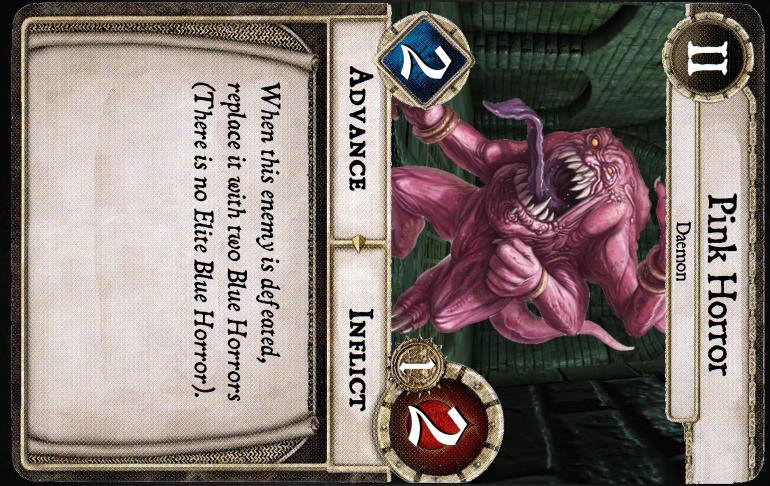 II
Pink Horror
Daemon
2
1
2
ADVANCE
INFLICT
When this enemy is defeated,
replace it with two Blue Horrors
(There is no Elite Blue Horror).